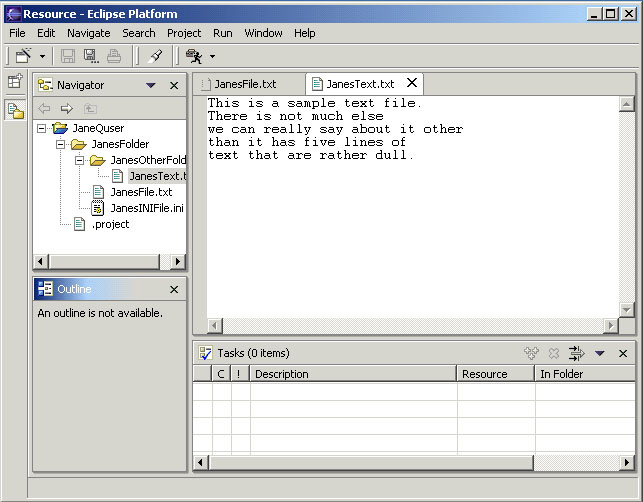 Resource - Eclipse Platform
File Edit Navigate Search Project Run Window Help
Navigator
JaneQuser
JanesFolder
JanesOtherFold
JanesText.t
JanesFile.txt
JanesINIFile.ini
.project
Outline
An outline is not available.
JanesFile.txt JanesText.txt
This is a sample text file.
There is not much else
we can really say about it other
than it has five lines of
text that are rather dull.
Tasks (0 items)
C ! Description Resource In Folder